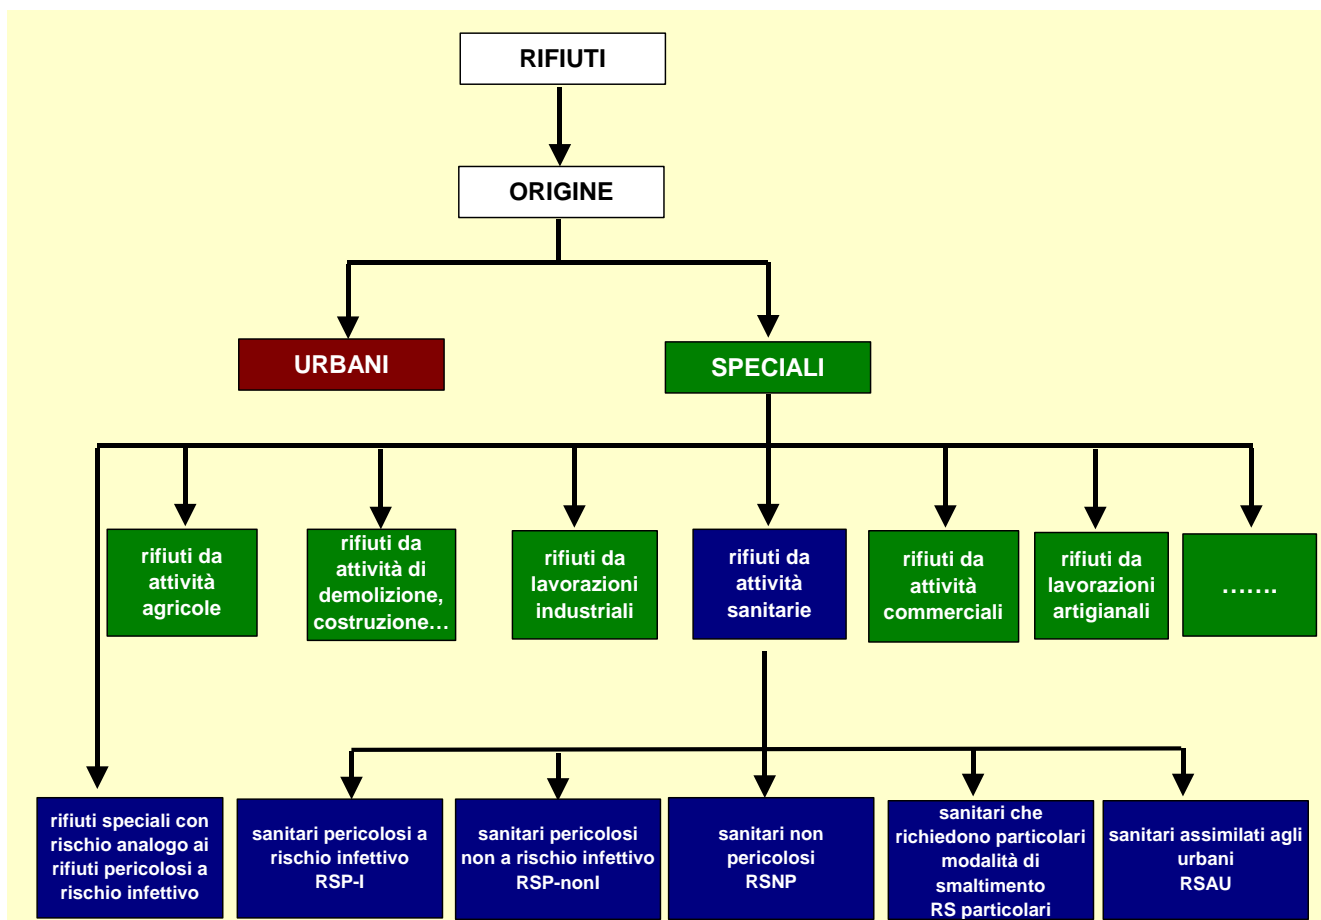 RIFIUTI
ORIGINE
URBANI
SPECIALI
rifiuti da
attività
agricole
rifiuti da
attività di
demolizione,
costruzione…
rifiuti da
lavorazioni
industriali
rifiuti da
attività
sanitarie
rifiuti da
attività
commerciali
rifiuti da
lavorazioni
artigianali
…….
rifiuti speciali con
rischio analogo ai
rifiuti pericolosi a
rischio infettivo
sanitari pericolosi a
rischio infettivo
RSP-I
sanitari pericolosi
non a rischio infettivo
RSP-nonI
sanitari non
pericolosi
RSNP
sanitari che
richiedono particolari
modalità di
smaltimento
RS particolari
sanitari assimilati agli
urbani
RSAU